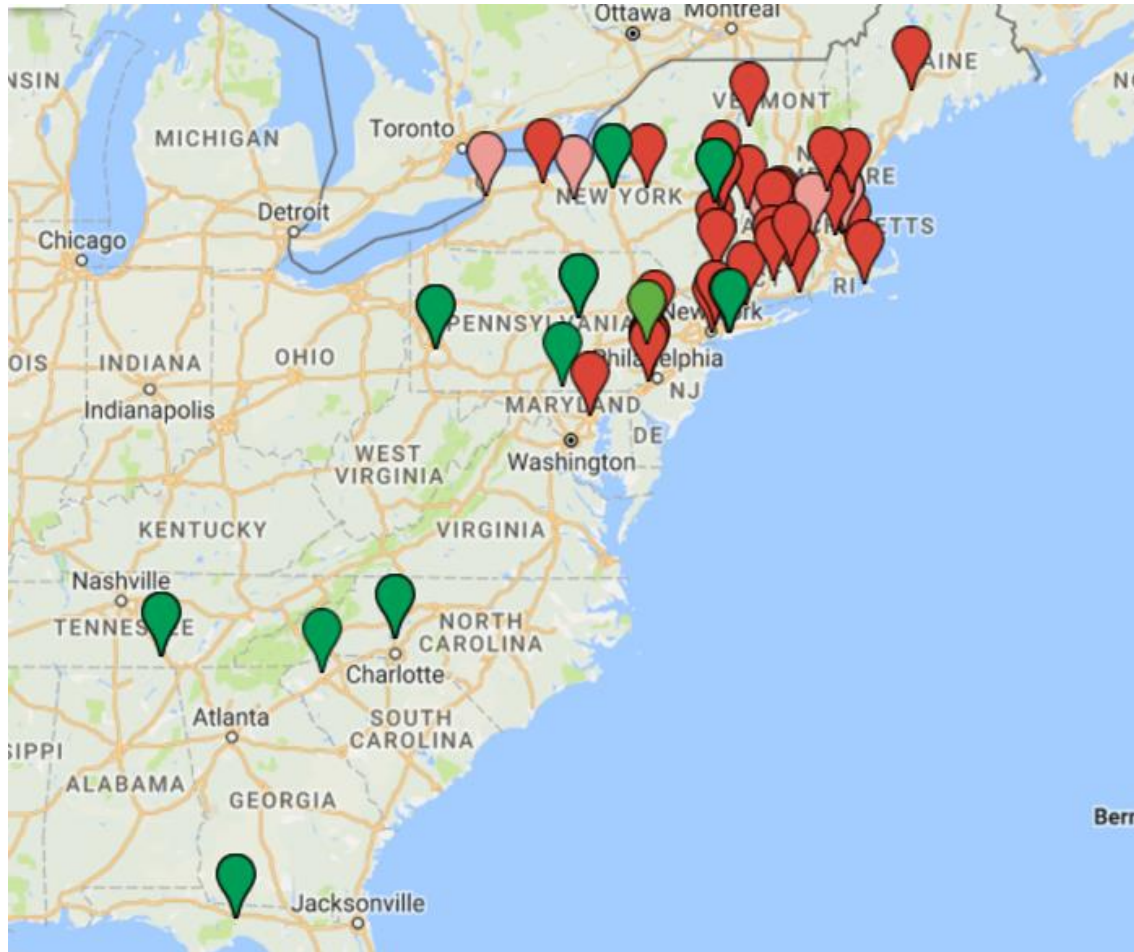 Ottawa
Montreal
AINE
VERMONT
NSIN
Toronto
MICHIGAN
NEW YORK
Detroit
Chicago
RI
New York
PENNSYLVANIA
OHIO
INDIANA
OIS
Philadelphia
NJ
Indianapolis
MARYLAND
DE
Washington
WEST
VIRGINIA
KENTUCKY
VIRGINIA
Nashville
TENNESSEE
NORTH
CAROLINA
Charlotte
Atlanta
SOUTH
CAROLINA
SIPPI
ALABAMA
GEORGIA
Berr
Jacksonville